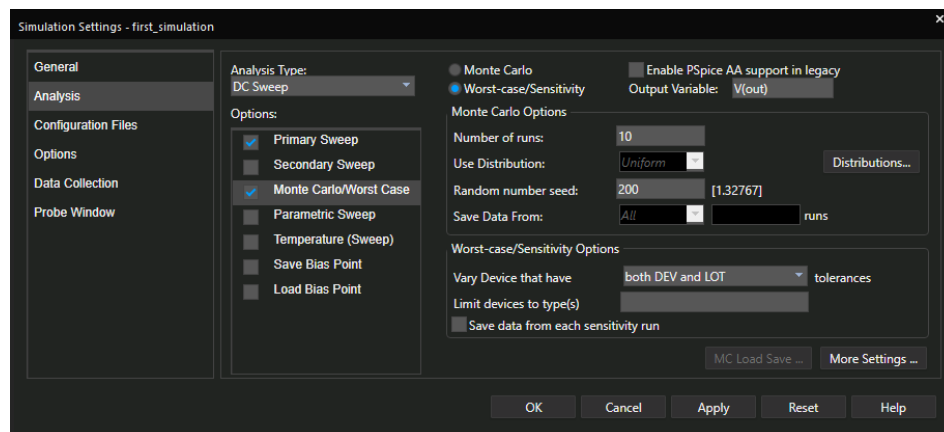 Simulation Settings - first_simulation
General
Analysis
Configuration Files
Options
Data Collection
Probe Window
Analysis Type:
DC Sweep
Options:
Primary Sweep
Secondary Sweep
Monte Carlo/Worst Case
Parametric Sweep
Temperature (Sweep)
Save Bias Point
Load Bias Point
Monte Carlo
Enable PSpice AA support in legacy
Worst-case/Sensitivity
Output Variable: V(out)
Monte Carlo Options
Number of runs: 10
Use Distribution: Uniform Distributions...
Random number seed: 200 [1.32767]
Save Data From: All runs
Worst-case/Sensitivity Options
Vary Device that have both DEV and LOT tolerances
Limit devices to type(s)
Save data from each sensitivity run
MC Load Save ... More Settings ...
OK Cancel Apply Reset Help